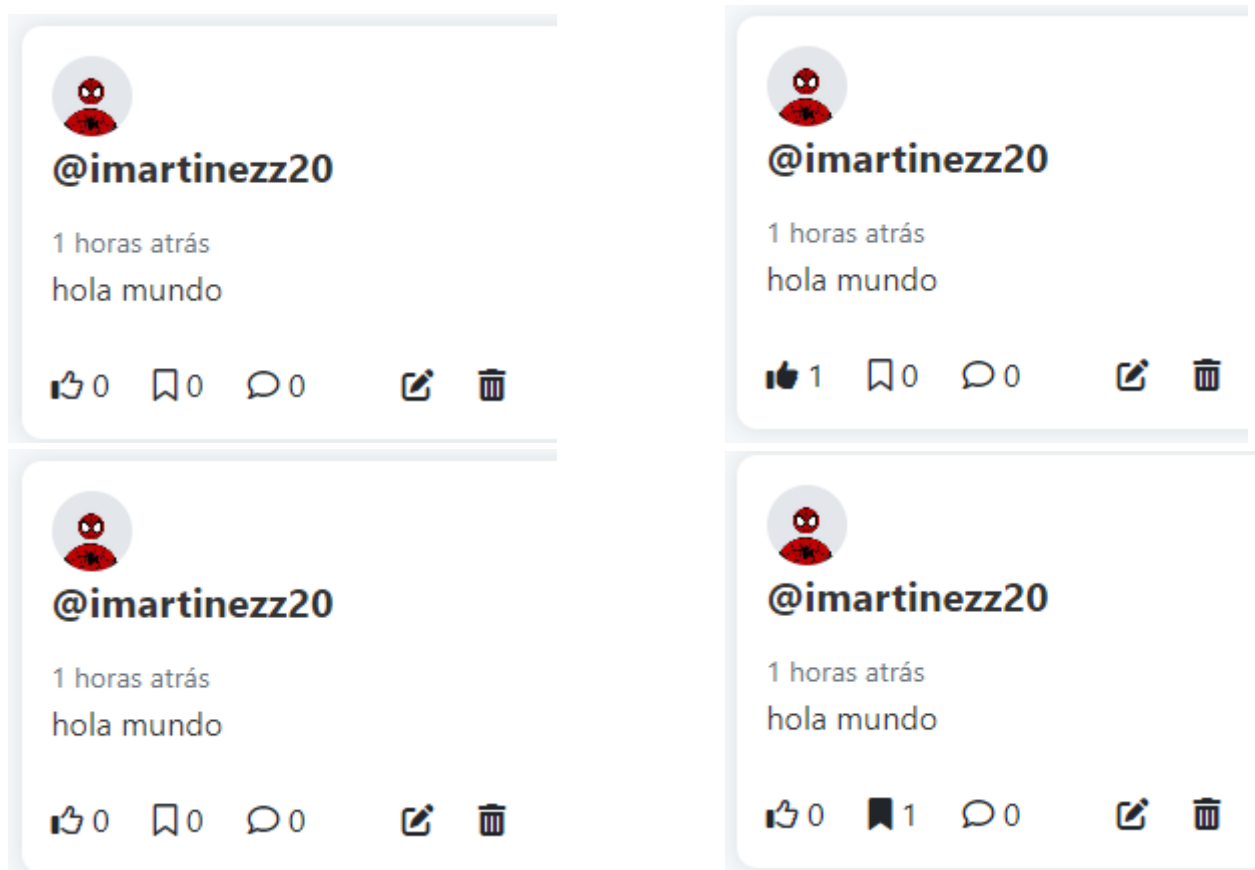 @imartinezz20
1 horas atrás
hola mundo
0 0 0
@imartinezz20
1 horas atrás
hola mundo
1 0 0
@imartinezz20
1 horas atrás
hola mundo
0 0 0
@imartinezz20
1 horas atrás
hola mundo
0 1 0